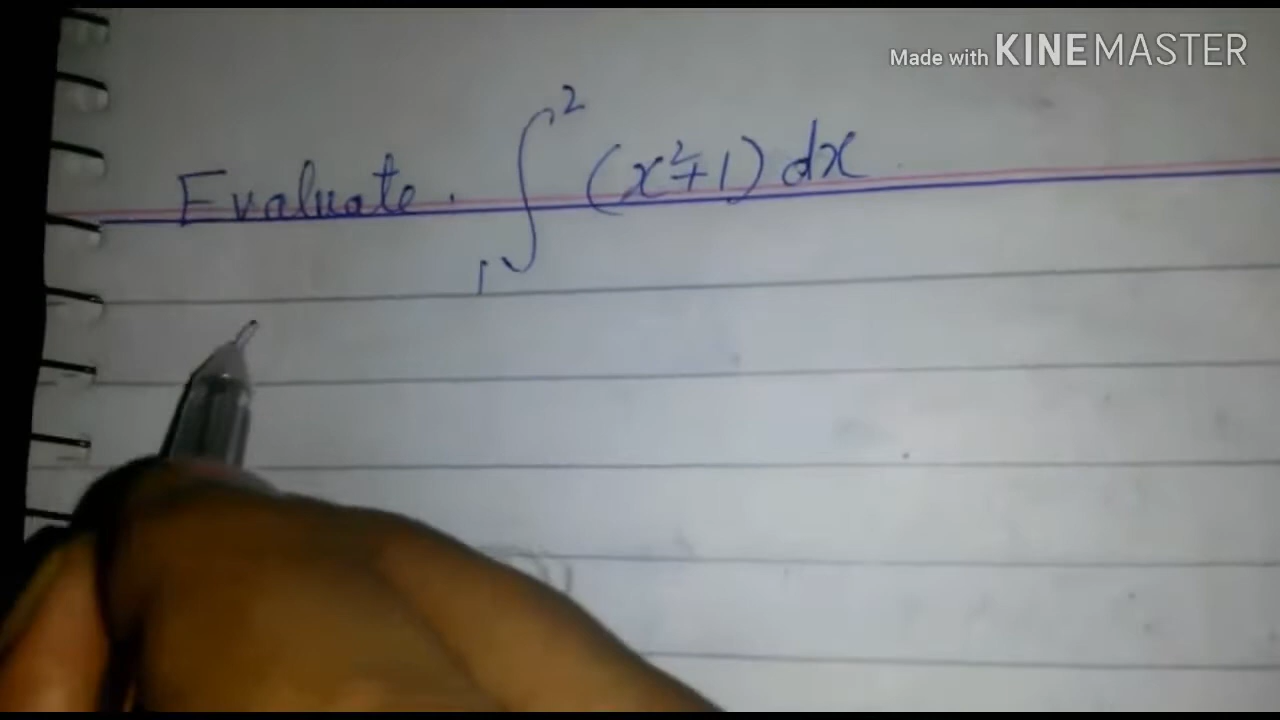 Made with KINEMASTER
Evaluate. ∫₁² (x²+1) dx